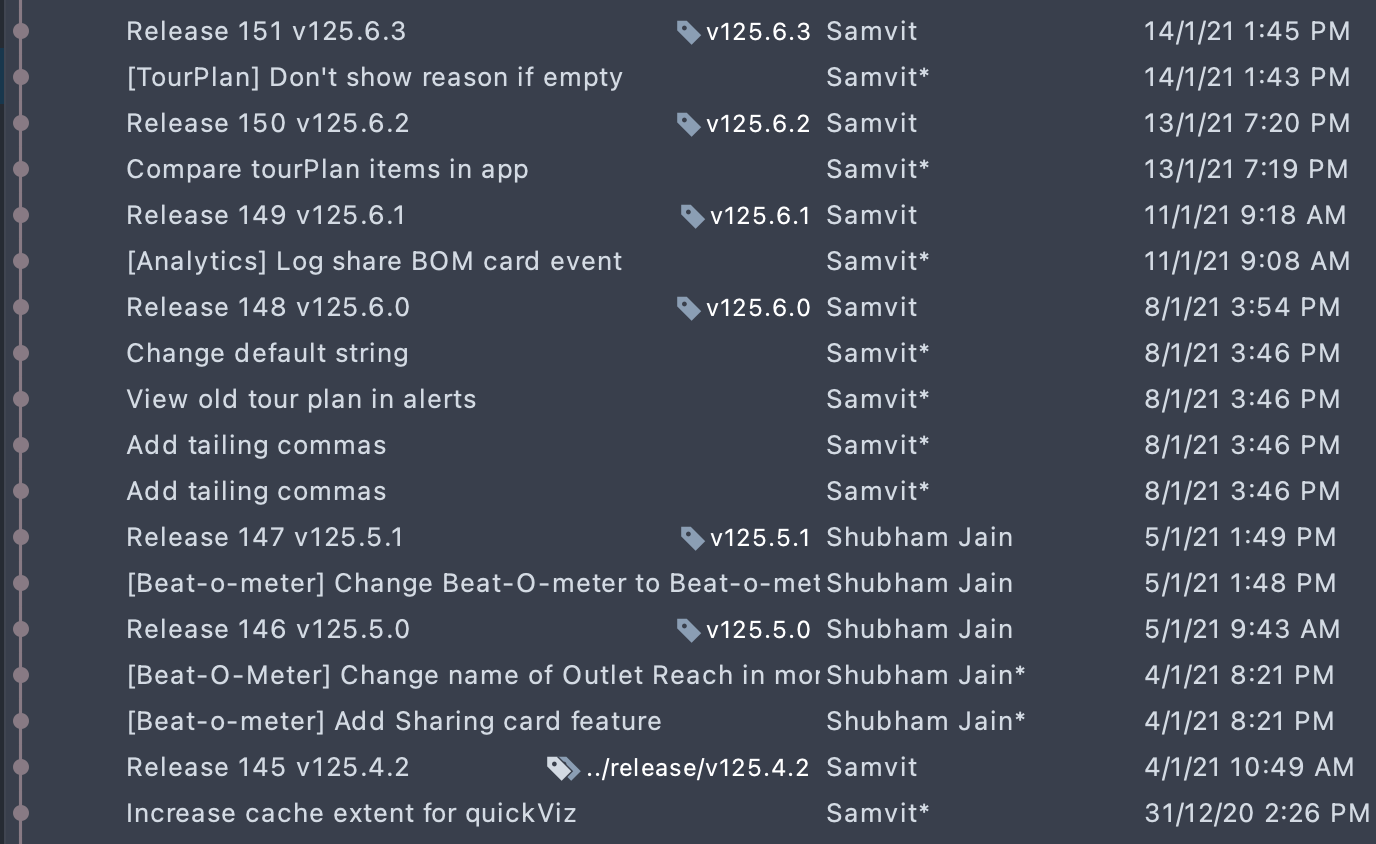 Release 151 v125.6.3 v125.6.3 Samvit 14/1/21 1:45 PM
[TourPlan] Don't show reason if empty Samvit* 14/1/21 1:43 PM
Release 150 v125.6.2 v125.6.2 Samvit 13/1/21 7:20 PM
Compare tourPlan items in app Samvit* 13/1/21 7:19 PM
Release 149 v125.6.1 v125.6.1 Samvit 11/1/21 9:18 AM
[Analytics] Log share BOM card event Samvit* 11/1/21 9:08 AM
Release 148 v125.6.0 v125.6.0 Samvit 8/1/21 3:54 PM
Change default string Samvit* 8/1/21 3:46 PM
View old tour plan in alerts Samvit* 8/1/21 3:46 PM
Add tailing commas Samvit* 8/1/21 3:46 PM
Add tailing commas Samvit* 8/1/21 3:46 PM
Release 147 v125.5.1 v125.5.1 Shubham Jain 5/1/21 1:49 PM
[Beat-o-meter] Change Beat-O-meter to Beat-o-met Shubham Jain 5/1/21 1:48 PM
Release 146 v125.5.0 v125.5.0 Shubham Jain 5/1/21 9:43 AM
[Beat-O-Meter] Change name of Outlet Reach in mor Shubham Jain* 4/1/21 8:21 PM
[Beat-o-meter] Add Sharing card feature Shubham Jain* 4/1/21 8:21 PM
Release 145 v125.4.2 ../release/v125.4.2 Samvit 4/1/21 10:49 AM
Increase cache extent for quickViz Samvit* 31/12/20 2:26 PM